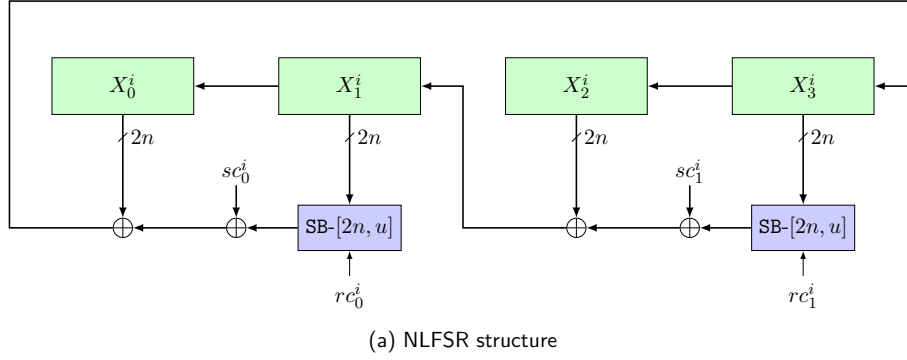 X_0^i X_1^i X_2^i X_3^i
2n 2n 2n 2n
sc_0^i sc_1^i
SB-[2n, u] SB-[2n, u]
rc_0^i rc_1^i
(a) NLFSR structure